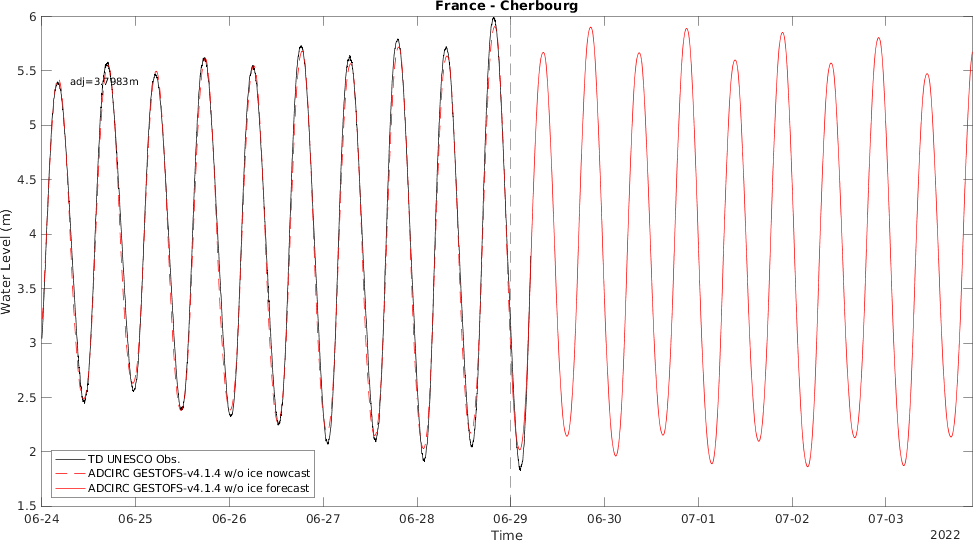 France - Cherbourg
Water Level (m)
6
5.5
5
4.5
4
3.5
3
2.5
2
1.5
adj=3.7983m
TD UNESCO Obs.
ADCIRC GESTOFS-v4.1.4 w/o ice nowcast
ADCIRC GESTOFS-v4.1.4 w/o ice forecast
06-24 06-25 06-26 06-27 06-28 06-29 06-30 07-01 07-02 07-03
Time
2022